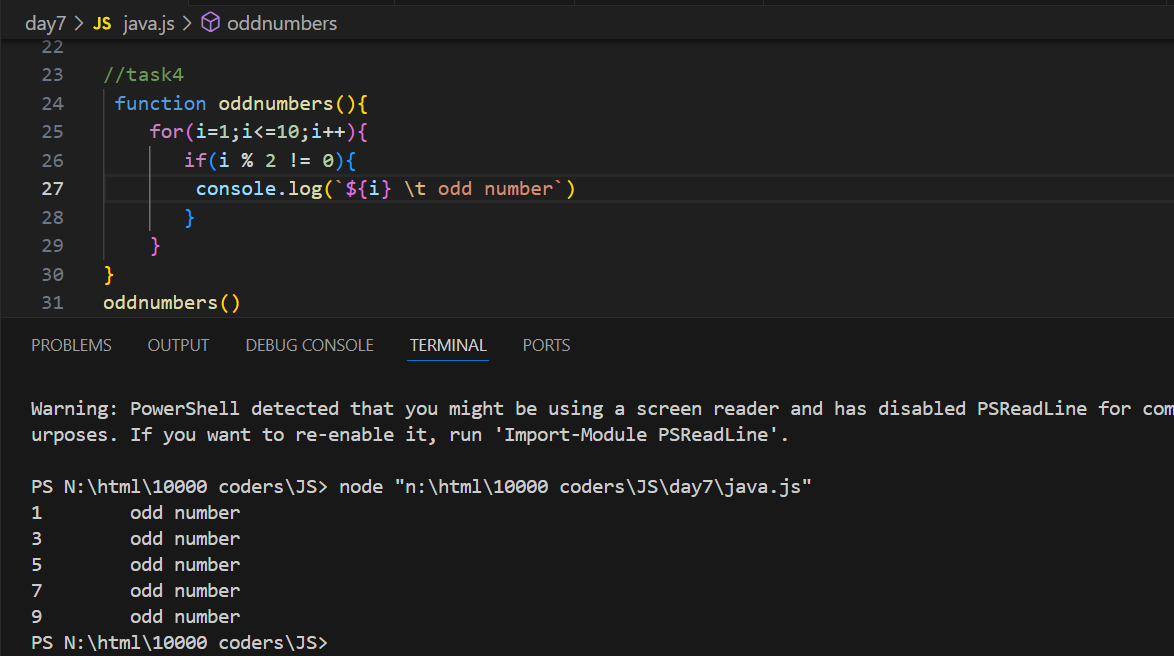 day7 > JS java.js > oddnumbers
22
23 //task4
24 function oddnumbers(){
25 for(i=1;i<=10;i++){
26 if(i % 2 != 0){
27 console.log(`${i} \t odd number`)
28 }
29 }
30 }
31 oddnumbers()
PROBLEMS OUTPUT DEBUG CONSOLE TERMINAL PORTS
Warning: PowerShell detected that you might be using a screen reader and has disabled PSReadLine for com
urposes. If you want to re-enable it, run 'Import-Module PSReadLine'.
PS N:\html\10000 coders\JS> node "n:\html\10000 coders\JS\day7\java.js"
1 odd number
3 odd number
5 odd number
7 odd number
9 odd number
PS N:\html\10000 coders\JS>